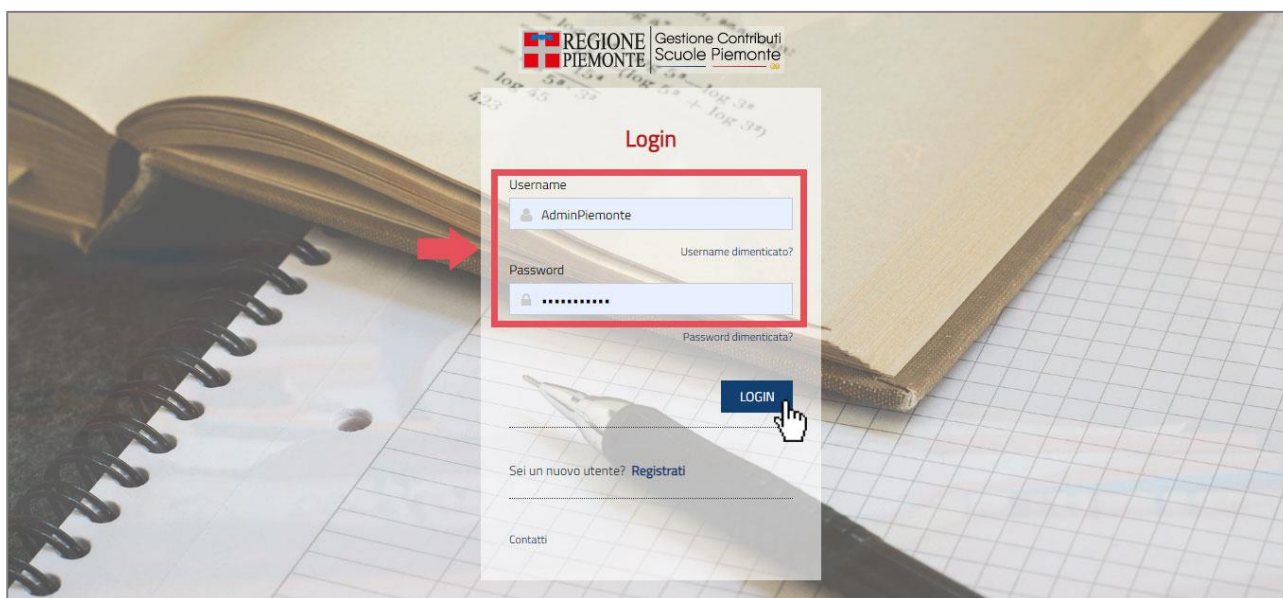 REGIONE
PIEMONTE
Gestione Contributi
Scuole Piemonte
Login
Username
AdminPiemonte
Username dimenticato?
Password
•••••••••••
Password dimenticata?
LOGIN
Sei un nuovo utente? Registrati
Contatti